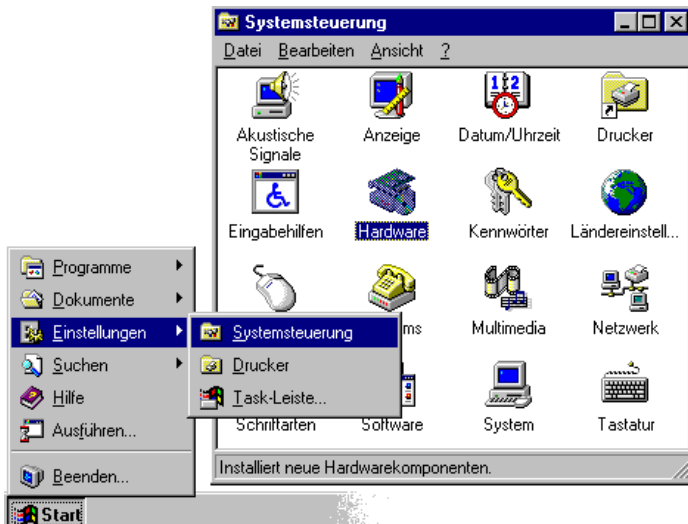 Systemsteuerung
Datei Bearbeiten Ansicht ?
Akustische Signale
Anzeige
Datum/Uhrzeit
Drucker
Eingabehilfen
Hardware
Kennwörter
Ländereinstell...
ms
Multimedia
Netzwerk
Schriftarten
Software
System
Tastatur
Installiert neue Hardwarekomponenten.
Programme
Dokumente
Einstellungen
Suchen
Hilfe
Ausführen...
Beenden...
Systemsteuerung
Drucker
Task-Leiste...
Start